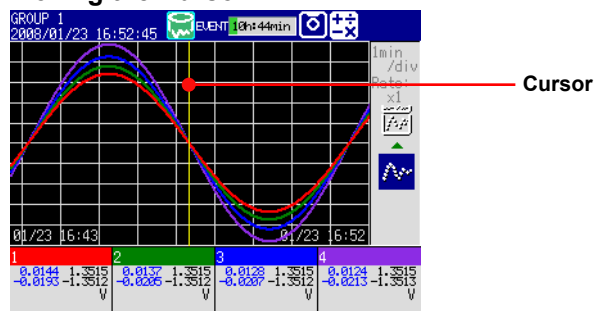 GROUP 1
2008/01/23 16:52:45
EVENT 10h:44min
1min
/div
Rate:
x1
Cursor
01/23 16:43
01/23 16:52
1 2 3 4
0.0144 1.3515 0.0137 1.3515 0.0128 1.3515 0.0124 1.3515
-0.0193 -1.3512 -0.0205 -1.3512 -0.0207 -1.3512 -0.0213 -1.3513
V V V V